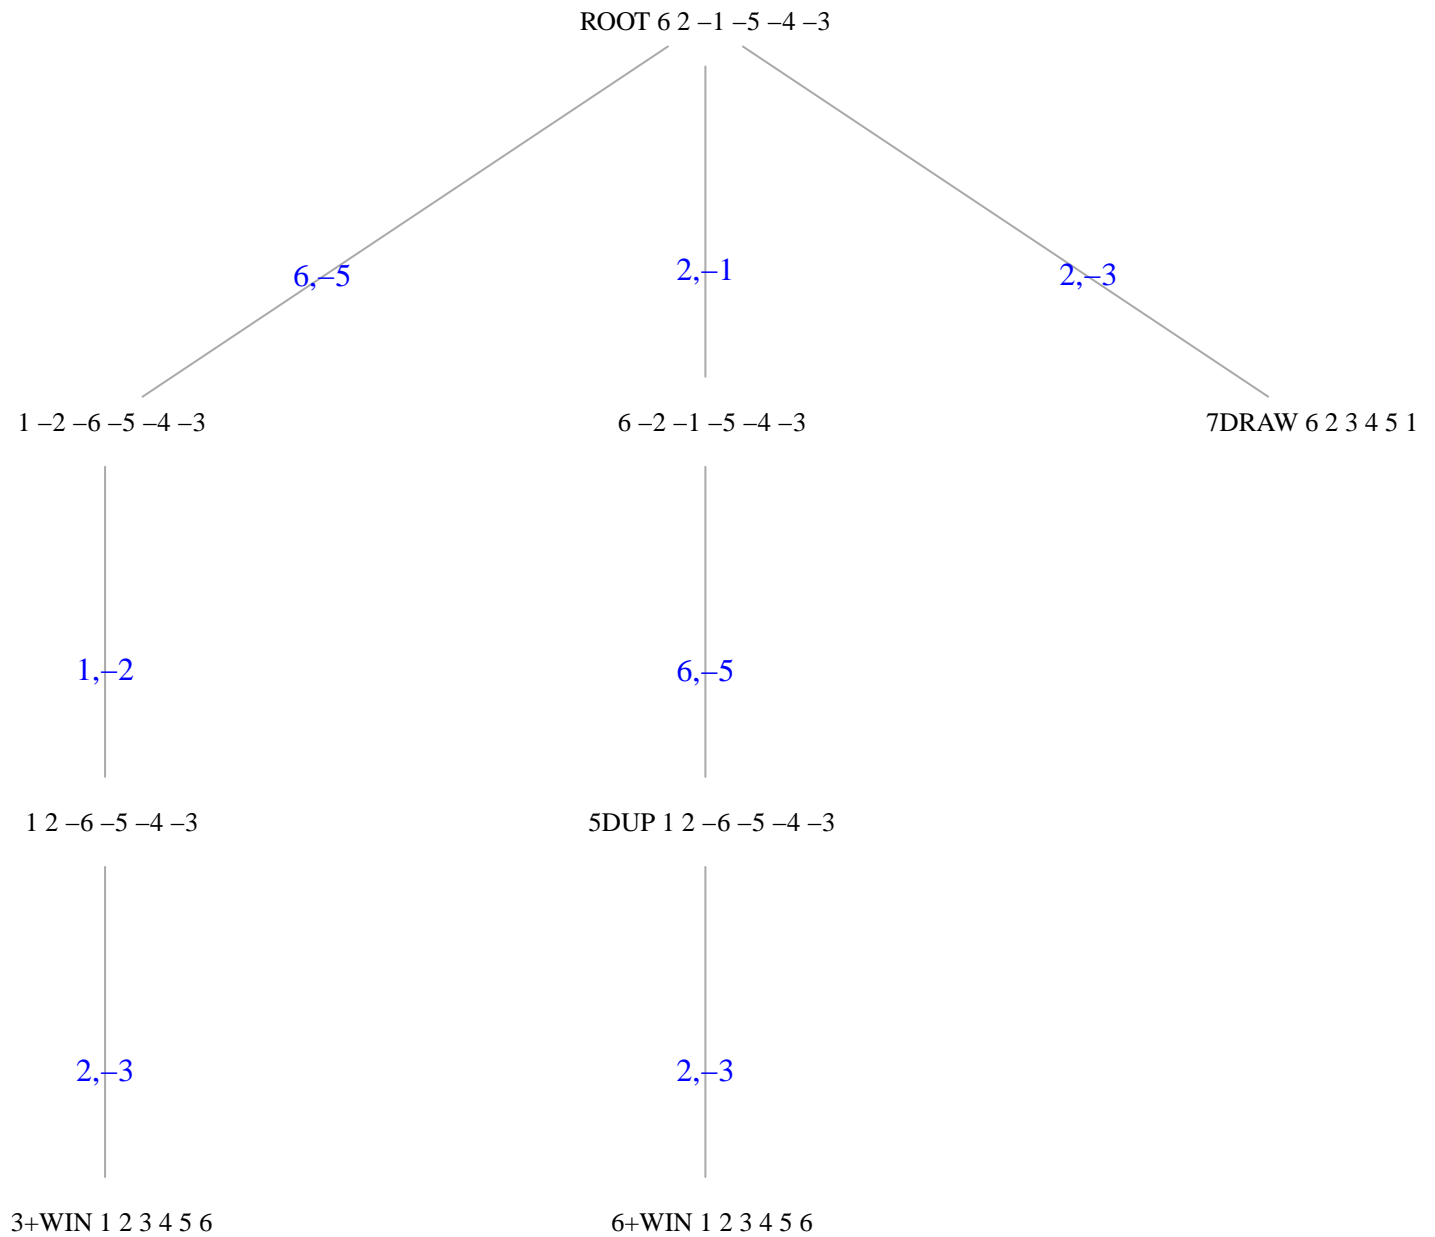 ROOT 6 2 –1 –5 –4 –3
6,–5
2,–1
2,–3
1 –2 –6 –5 –4 –3
6 –2 –1 –5 –4 –3
7DRAW 6 2 3 4 5 1
1,–2
6,–5
1 2 –6 –5 –4 –3
5DUP 1 2 –6 –5 –4 –3
2,–3
2,–3
3+WIN 1 2 3 4 5 6
6+WIN 1 2 3 4 5 6